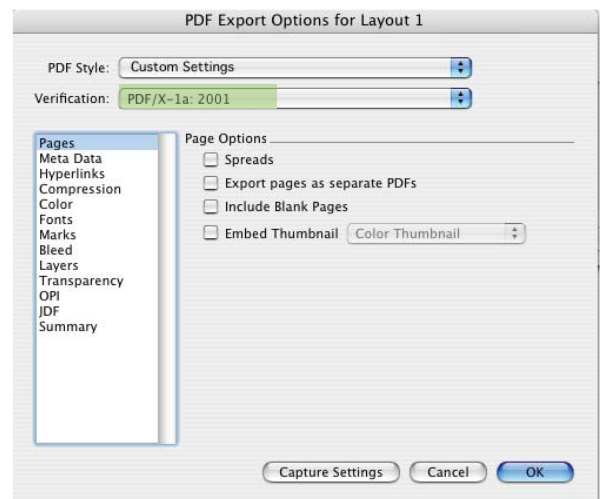 PDF Export Options for Layout 1
PDF Style: Custom Settings
Verification: PDF/X-1a: 2001
Pages
Meta Data
Hyperlinks
Compression
Color
Fonts
Marks
Bleed
Layers
Transparency
OPI
JDF
Summary
Page Options
Spreads
Export pages as separate PDFs
Include Blank Pages
Embed Thumbnail Color Thumbnail
Capture Settings Cancel OK